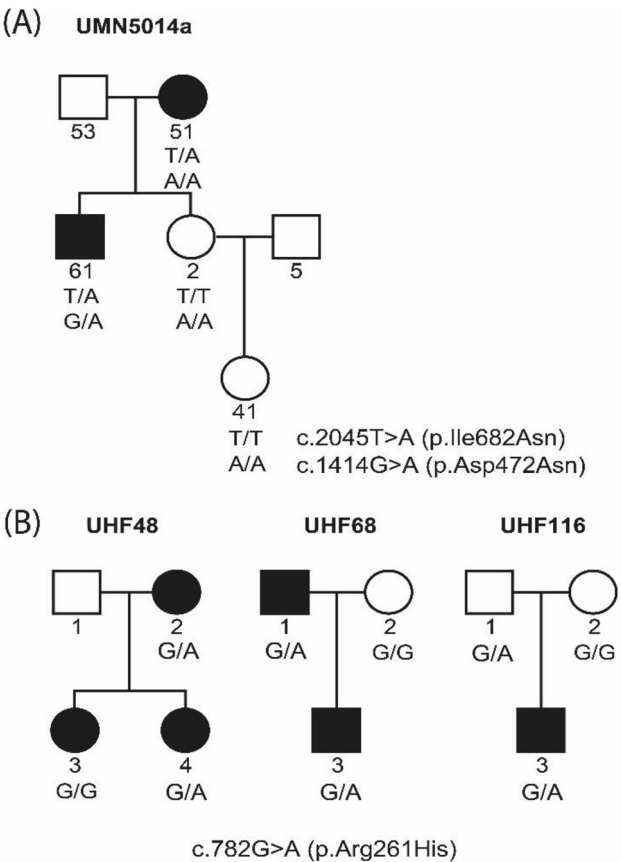 (A) UMN5014a
53 51
T/A
A/A
61 2 5
T/A T/T
G/A A/A
41
T/T c.2045T>A (p.Ile682Asn)
A/A c.1414G>A (p.Asp472Asn)
(B) UHF48 UHF68 UHF116
1 2 1 2 1 2
G/A G/A G/G G/A G/G
3 4 3 3
G/G G/A G/A G/A
c.782G>A (p.Arg261His)